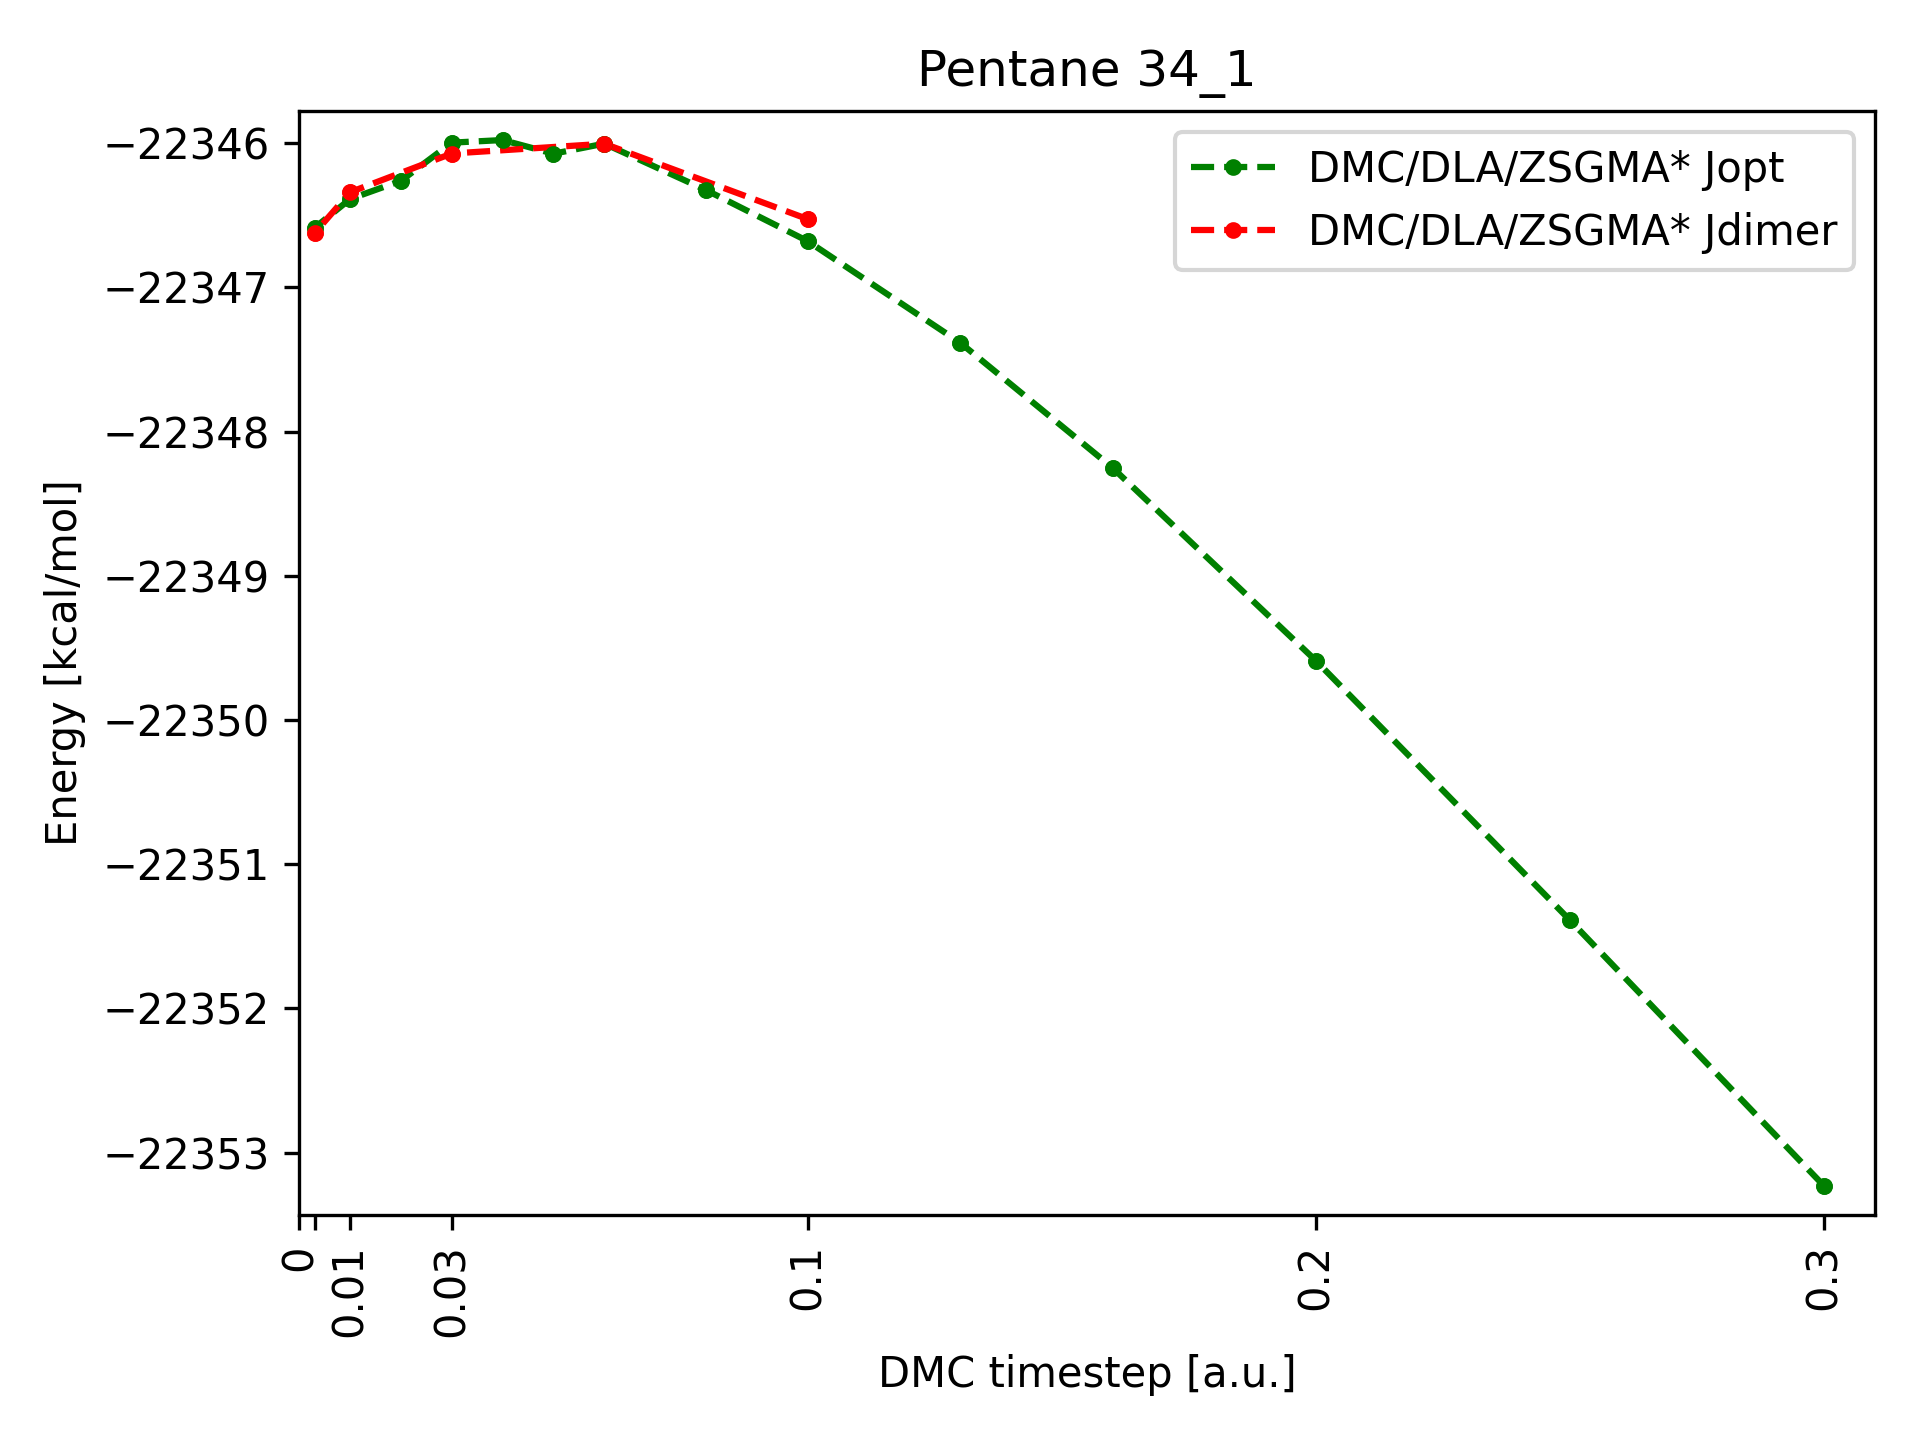 Pentane 34_1
DMC/DLA/ZSGMA* Jopt
DMC/DLA/ZSGMA* Jdimer
−22346
−22347
−22348
−22349
−22350
−22351
−22352
−22353
Energy [kcal/mol]
0
0.01
0.03
0.1
0.2
0.3
DMC timestep [a.u.]